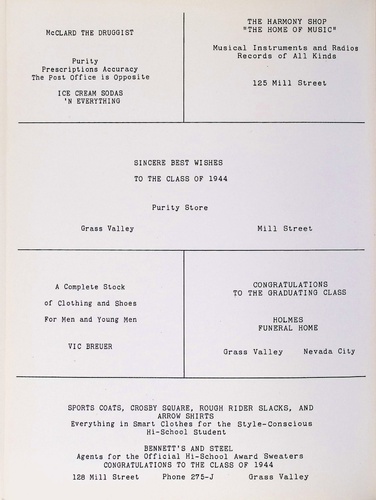 McCLARD THE DRUGGIST
Purity
Prescriptions Accuracy
The Post Office is Opposite
ICE CREAM SODAS
'N EVERYTHING
THE HARMONY SHOP
"THE HOME OF MUSIC"
Musical Instruments and Radios
Records of All Kinds
125 Mill Street
SINCERE BEST WISHES
TO THE CLASS OF 1944
Purity Store
Grass Valley Mill Street
A Complete Stock
of Clothing and Shoes
For Men and Young Men
VIC BREUER
CONGRATULATIONS
TO THE GRADUATING CLASS
HOLMES
FUNERAL HOME
Grass Valley Nevada City
SPORTS COATS, CROSBY SQUARE, ROUGH RIDER SLACKS, AND
ARROW SHIRTS
Everything in Smart Clothes for the Style-Conscious
Hi-School Student
BENNETT'S AND STEEL
Agents for the Official Hi-School Award Sweaters
CONGRATULATIONS TO THE CLASS OF 1944
128 Mill Street Phone 275-J Grass Valley